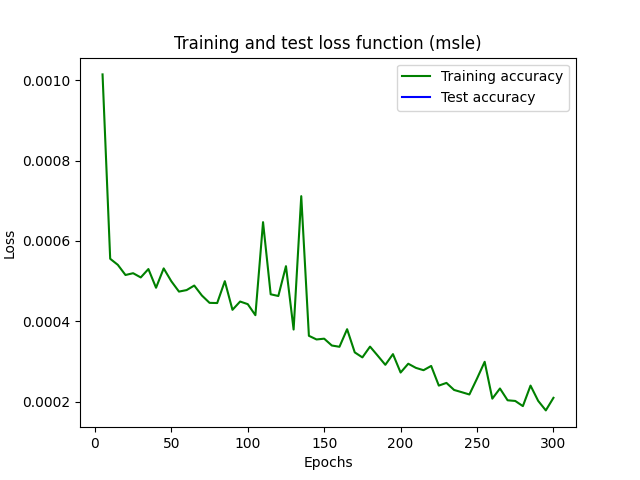 Training and test loss function (msle)
Training accuracy
Test accuracy
0.0010
0.0008
0.0006
0.0004
0.0002
Loss
0 50 100 150 200 250 300
Epochs